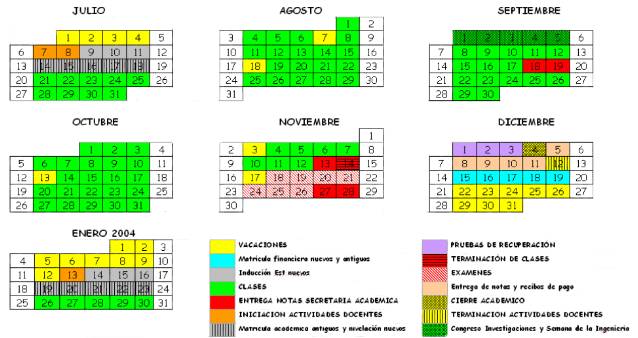 JULIO
1 2 3 4 5
6 7 8 9 10 11 12
13 14 15 16 17 18 19
20 21 22 23 24 25 26
27 28 29 30 31
AGOSTO
1 2
3 4 5 6 7 8 9
10 11 12 13 14 15 16
17 18 19 20 21 22 23
24 25 26 27 28 29 30
31
SEPTIEMBRE
1 2 3 4 5 6
7 8 9 10 11 12 13
14 15 16 17 18 19 20
21 22 23 24 25 26 27
28 29 30
OCTUBRE
1 2 3 4
5 6 7 8 9 10 11
12 13 14 15 16 17 18
19 20 21 22 23 24 25
26 27 28 29 30 31
NOVIEMBRE
1
2 3 4 5 6 7 8
9 10 11 12 13 14 15
16 17 18 19 20 21 22
23 24 25 26 27 28 29
30
DICIEMBRE
1 2 3 4 5 6
7 8 9 10 11 12 13
14 15 16 17 18 19 20
21 22 23 24 25 26 27
28 29 30 31
ENERO 2004
1 2 3
4 5 6 7 8 9 10
11 12 13 14 15 16 17
18 19 20 21 22 23 24
25 26 27 28 29 30 31
VACACIONES
Matricula financiero nuevos y antiguos
Inducción Est nuevos
CLASES
ENTREGA NOTAS SECRETARIA ACADEMICA
INICIACION ACTIVIDADES DOCENTES
Matricula académica antiguos y nivelación nuevos
PRUEBAS DE RECUPERACIÓN
TERMINACIÓN DE CLASES
EXAMENES
Entrega de notas y recibos de pago
CIERRE ACADEMICO
TERMINACION ACTIVIDADES DOCENTES
Congreso Investigaciones y Semana de la Ingenieria